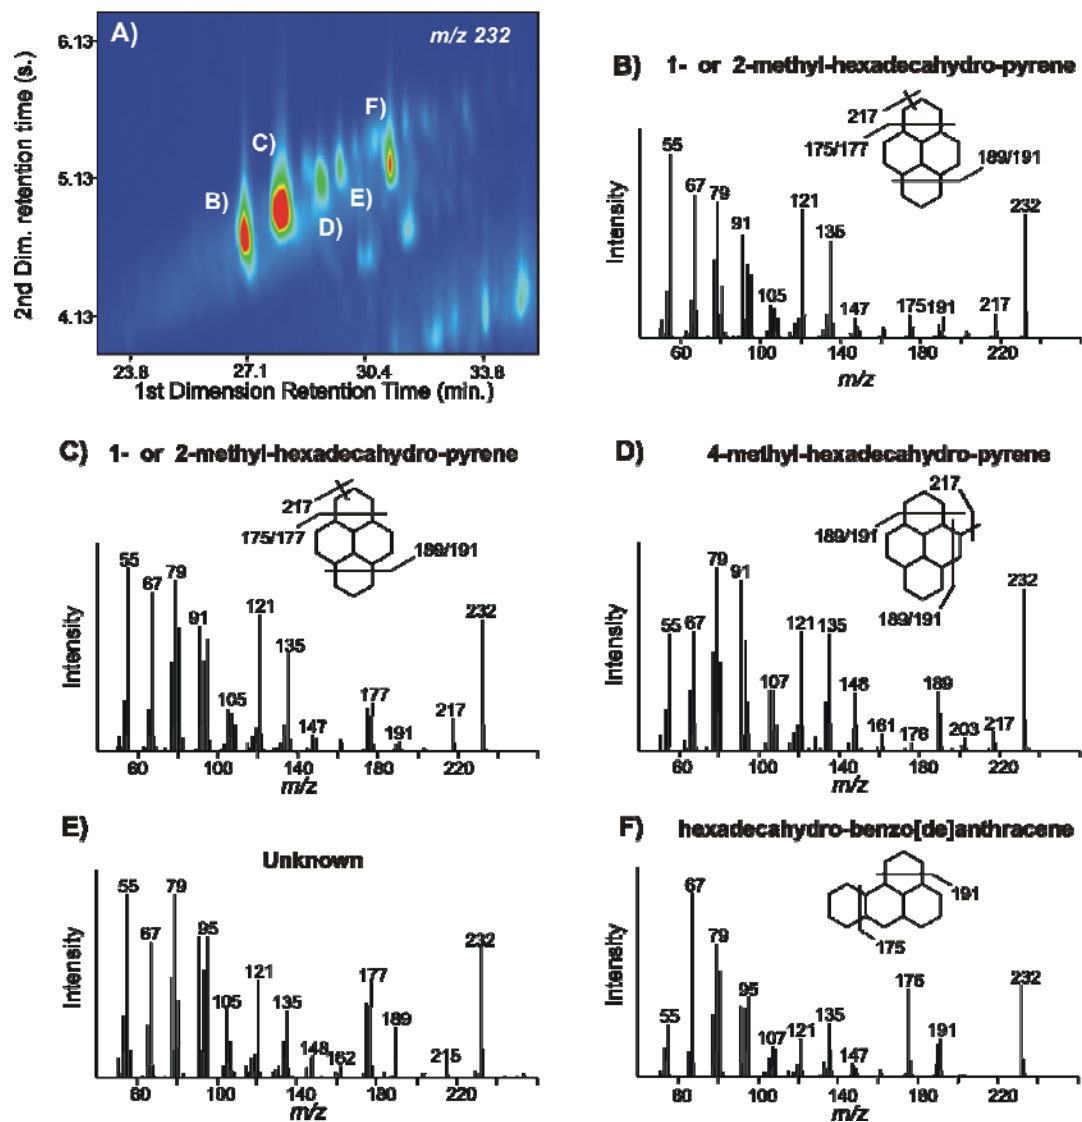 A)
m/z 232
B)
C)
D)
E)
F)
2nd Dim. retention time (s.)
6.13
5.13
4.13
23.8 27.1 30.4 33.8
1st Dimension Retention Time (min.)
B) 1- or 2-methyl-hexadecahydro-pyrene
217
175/177
189/191
Intensity
55
67
79
91
105
121
135
147
175
191
217
232
60 100 140 180 220
m/z
C) 1- or 2-methyl-hexadecahydro-pyrene
217
175/177
189/191
Intensity
55
67
79
91
105
121
135
147
177
191
217
232
60 100 140 180 220
m/z
D) 4-methyl-hexadecahydro-pyrene
217
189/191
189/191
Intensity
55
67
79
91
107
121
135
148
161
176
189
203
217
232
60 100 140 180 220
m/z
E)
Unknown
Intensity
55
67
79
95
105
121
135
148
162
177
189
215
232
60 100 140 180 220
m/z
F) hexadecahydro-benzo[de]anthracene
191
175
Intensity
55
67
79
95
107
121
135
147
175
191
232
60 100 140 180 220
m/z